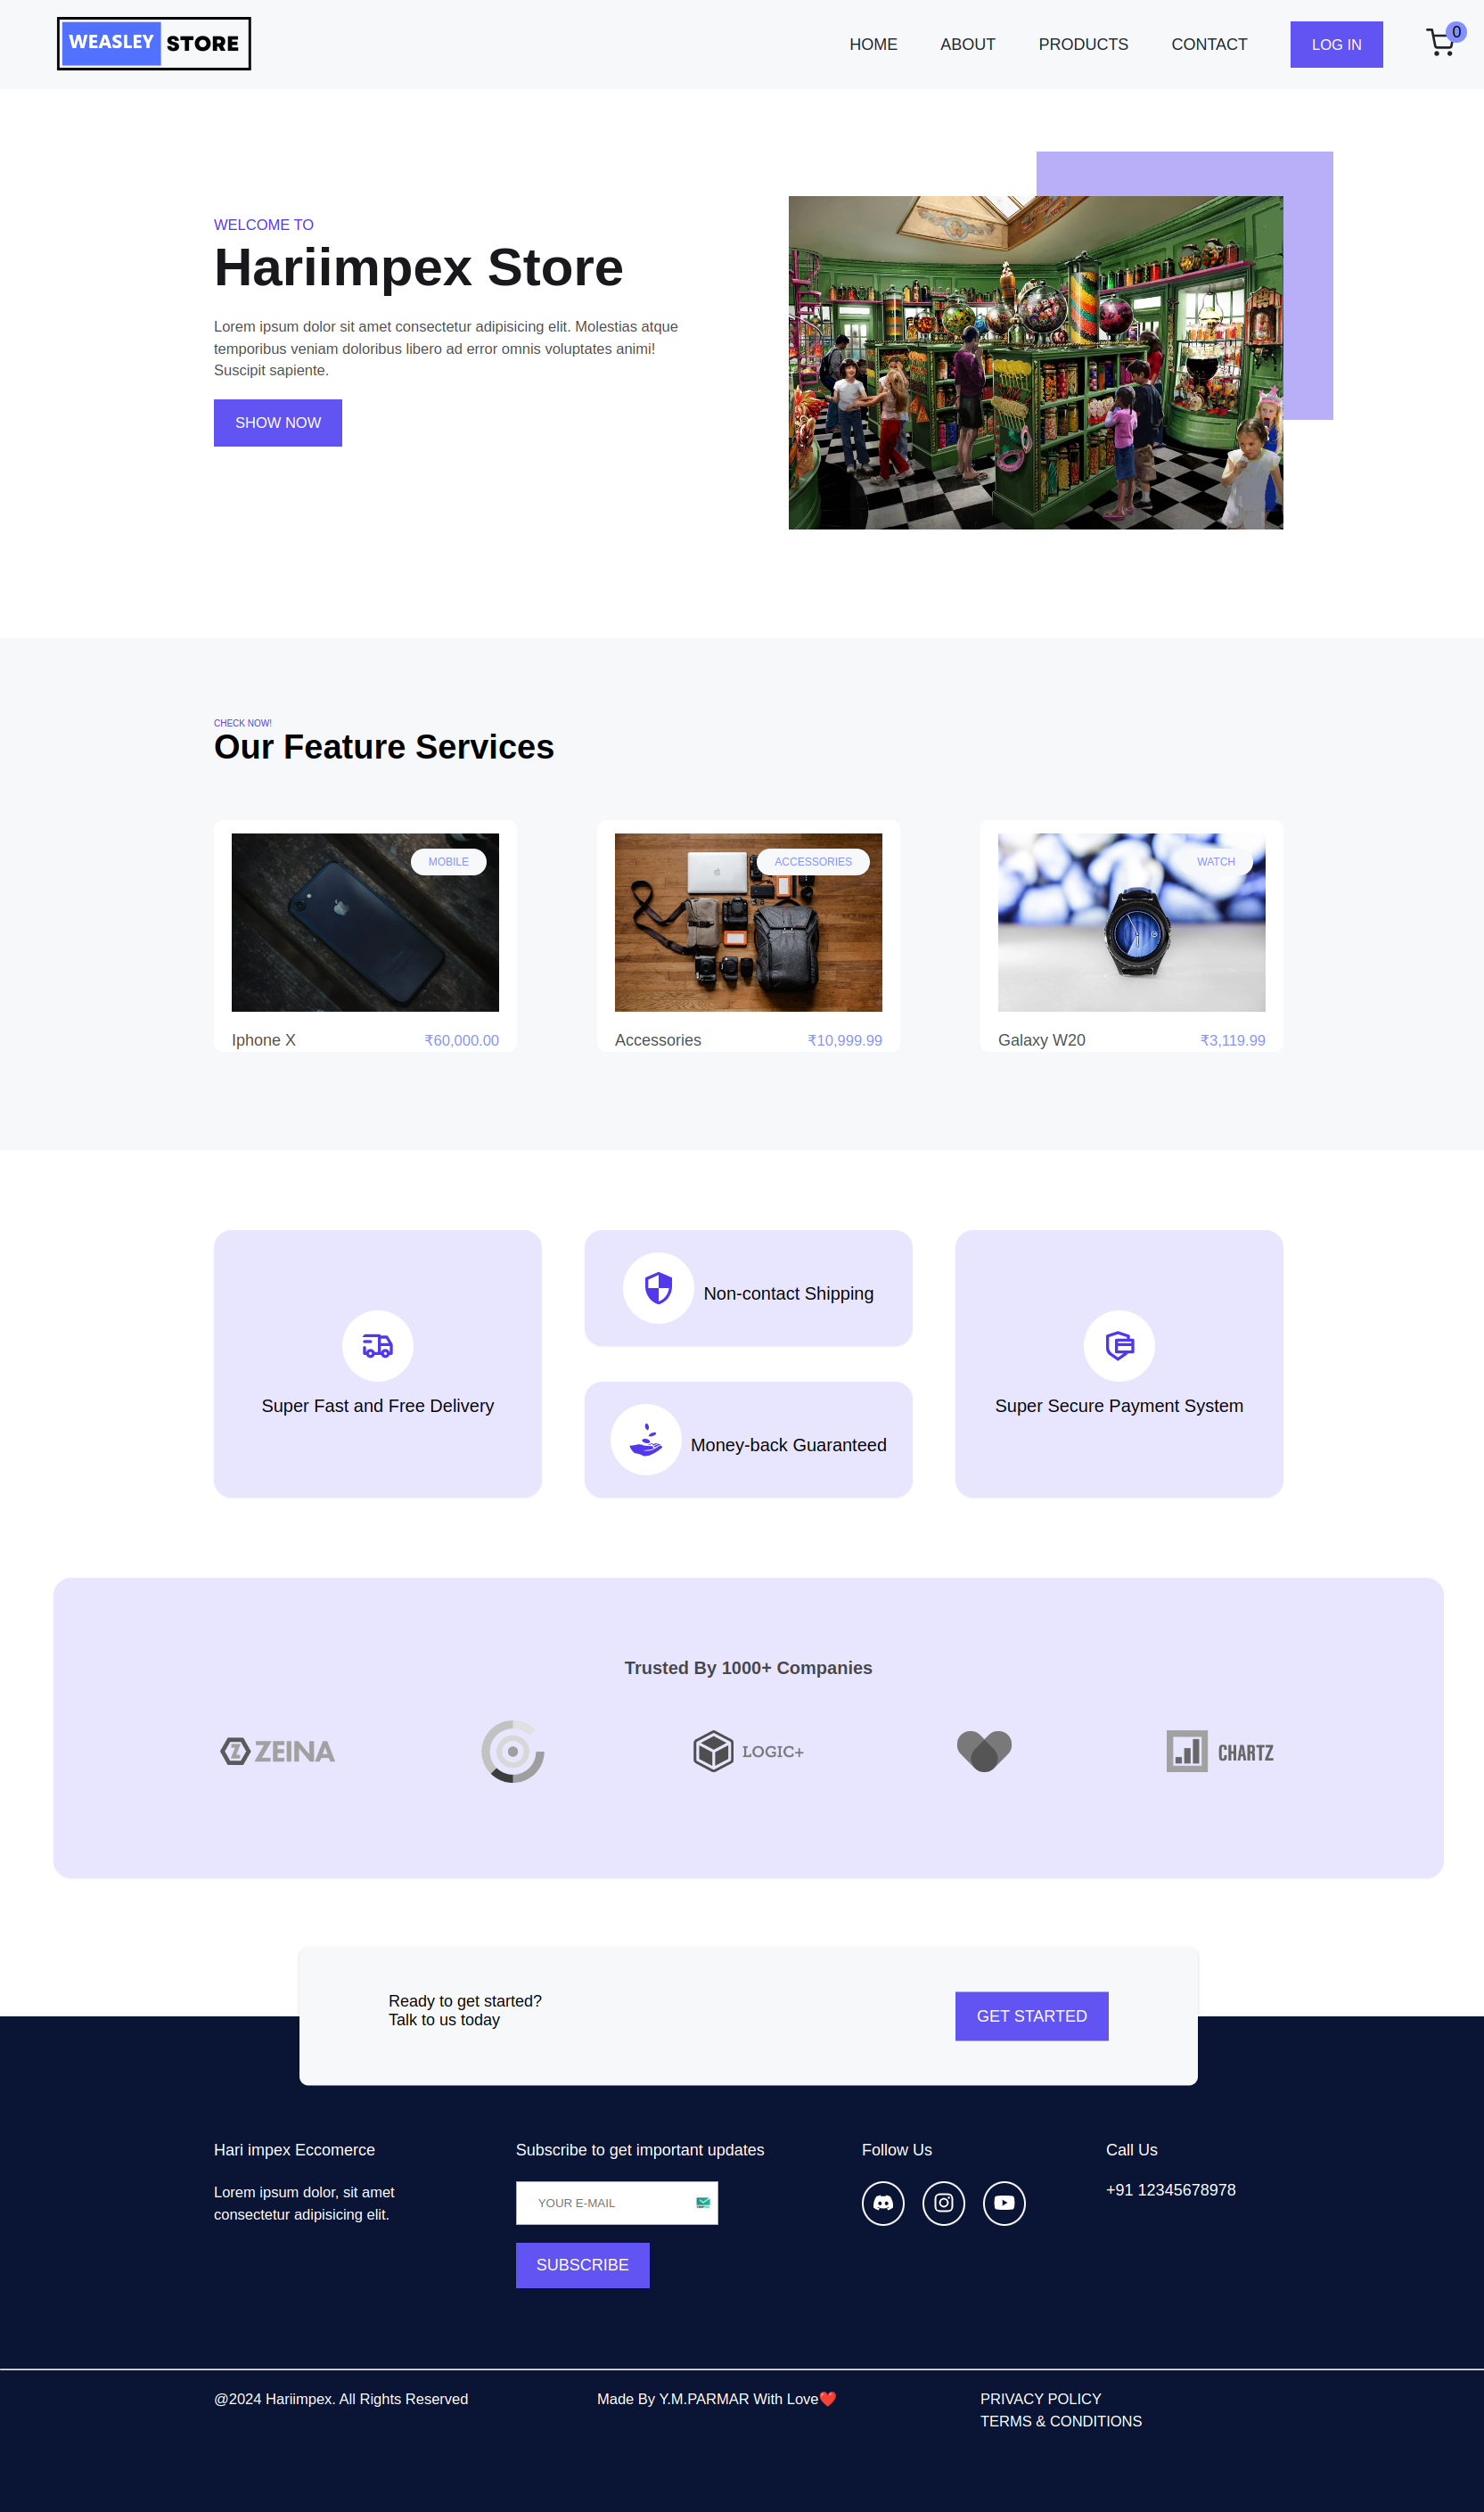 WEASLEY STORE
HOME ABOUT PRODUCTS CONTACT LOG IN 0
WELCOME TO
Hariimpex Store
Lorem ipsum dolor sit amet consectetur adipisicing elit. Molestias atque
temporibus veniam doloribus libero ad error omnis voluptates animi!
Suscipit sapiente.
SHOW NOW
CHECK NOW!
Our Feature Services
MOBILE
Iphone X ₹60,000.00
ACCESSORIES
Accessories ₹10,999.99
WATCH
Galaxy W20 ₹3,119.99
Super Fast and Free Delivery
Non-contact Shipping
Money-back Guaranteed
Super Secure Payment System
Trusted By 1000+ Companies
ZEINA
LOGIC+
CHARTZ
Ready to get started?
Talk to us today
GET STARTED
Hari impex Eccomerce
Lorem ipsum dolor, sit amet
consectetur adipisicing elit.
Subscribe to get important updates
YOUR E-MAIL
SUBSCRIBE
Follow Us
Call Us
+91 12345678978
@2024 Hariimpex. All Rights Reserved
Made By Y.M.PARMAR With Love❤️
PRIVACY POLICY
TERMS & CONDITIONS